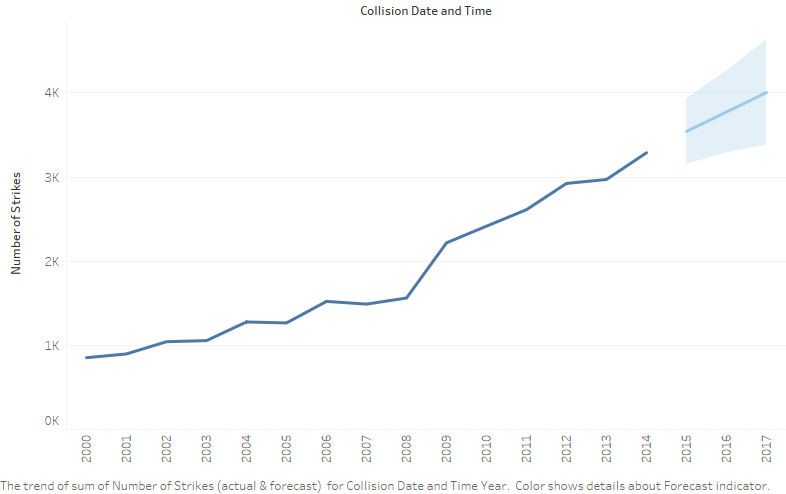 Collision Date and Time
Number of Strikes
4K
3K
2K
1K
0K
2000
2001
2002
2003
2004
2005
2006
2007
2008
2009
2010
2011
2012
2013
2014
2015
2016
2017
The trend of sum of Number of Strikes (actual & forecast)  for Collision Date and Time Year.  Color shows details about Forecast indicator.